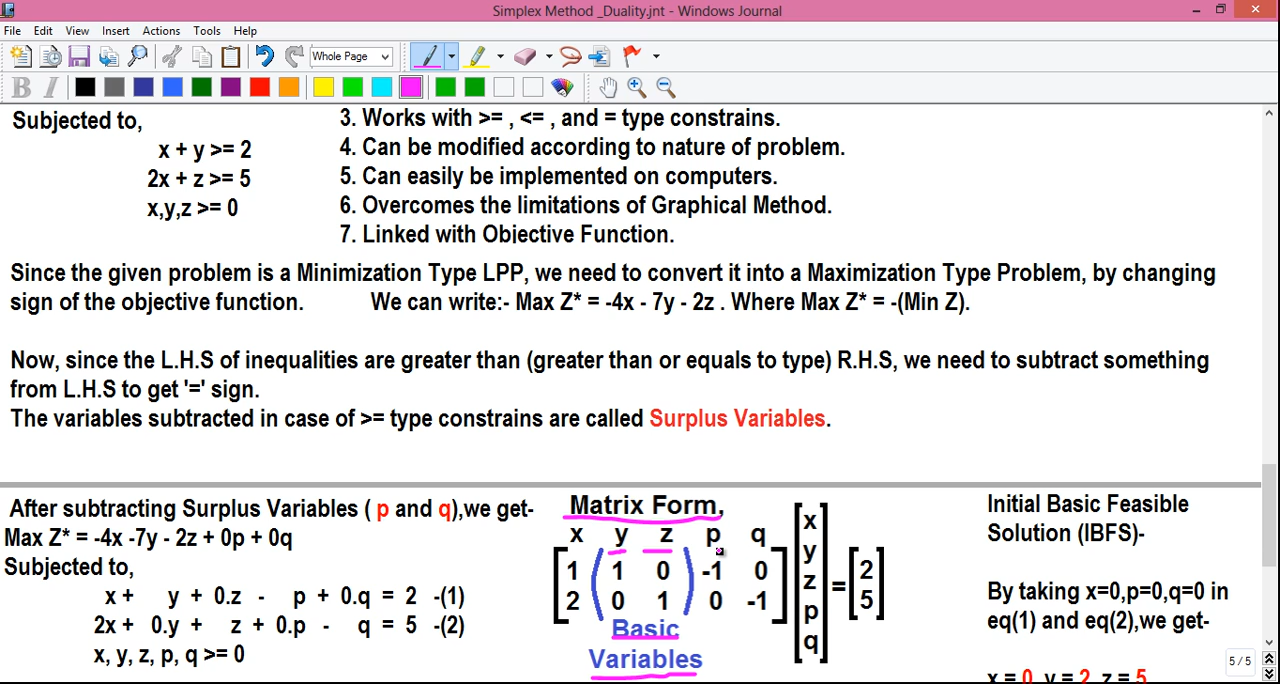 Simplex Method _Duality.jnt - Windows Journal
File Edit View Insert Actions Tools Help
Whole Page
B I
Subjected to,
x + y >= 2
2x + z >= 5
x,y,z >= 0
3. Works with >= , <= , and = type constrains.
4. Can be modified according to nature of problem.
5. Can easily be implemented on computers.
6. Overcomes the limitations of Graphical Method.
7. Linked with Objective Function.
Since the given problem is a Minimization Type LPP, we need to convert it into a Maximization Type Problem, by changing
sign of the objective function. We can write:- Max Z* = -4x - 7y - 2z . Where Max Z* = -(Min Z).
Now, since the L.H.S of inequalities are greater than (greater than or equals to type) R.H.S, we need to subtract something
from L.H.S to get '=' sign.
The variables subtracted in case of >= type constrains are called Surplus Variables.
After subtracting Surplus Variables ( p and q),we get-
Max Z* = -4x -7y - 2z + 0p + 0q
Subjected to,
x + y + 0.z - p + 0.q = 2 -(1)
2x + 0.y + z + 0.p - q = 5 -(2)
x, y, z, p, q >= 0
Matrix Form,
x y z p q
1 1 0 -1 0
2 0 1 0 -1
Basic
Variables
x
y
z
p
q
=
2
5
Initial Basic Feasible
Solution (IBFS)-
By taking x=0,p=0,q=0 in
eq(1) and eq(2),we get-
x = 0, y = 2, z = 5
5 / 5